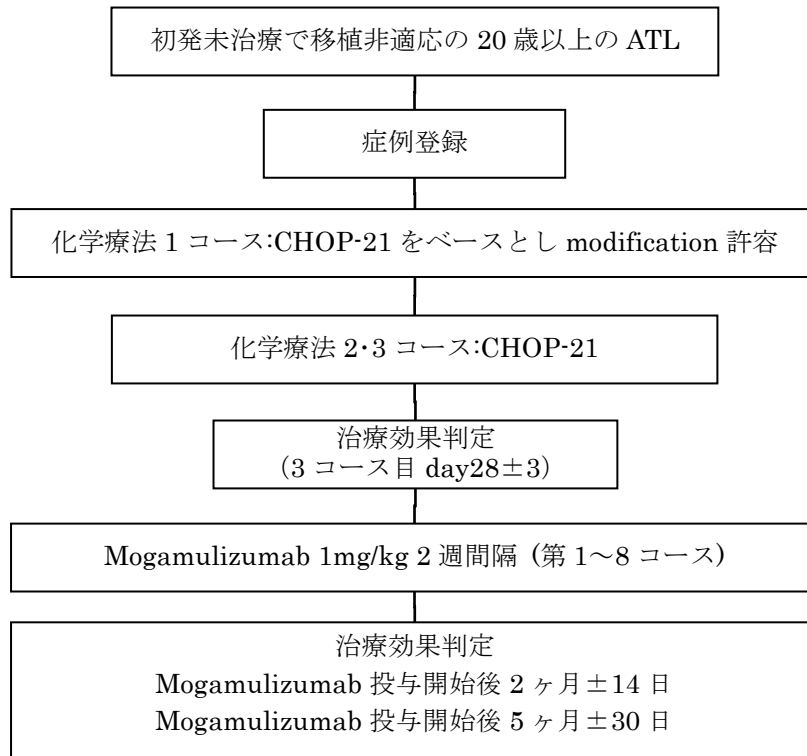 初発未治療で移植非適応の 20 歳以上の ATL
症例登録
化学療法 1 コース:CHOP-21 をベースとし modification 許容
化学療法 2・3 コース:CHOP-21
治療効果判定
(3 コース目 day28±3)
Mogamulizumab 1mg/kg 2 週間隔 (第 1～8 コース)
治療効果判定
Mogamulizumab 投与開始後 2 ヶ月±14 日
Mogamulizumab 投与開始後 5 ヶ月±30 日